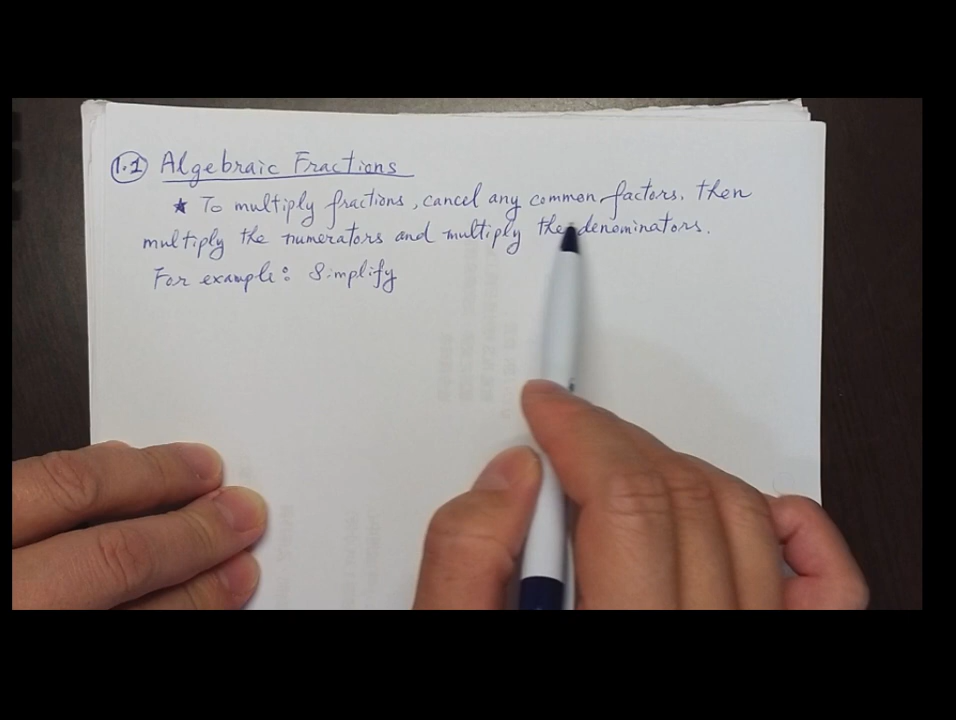 1.1 Algebraic Fractions
★ To multiply fractions, cancel any common factors. then
multiply the numerators and multiply the denominators.
For example: Simplify